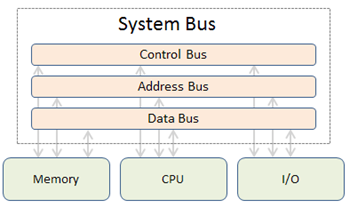 System Bus
Control Bus
Address Bus
Data Bus
Memory
CPU
I/O